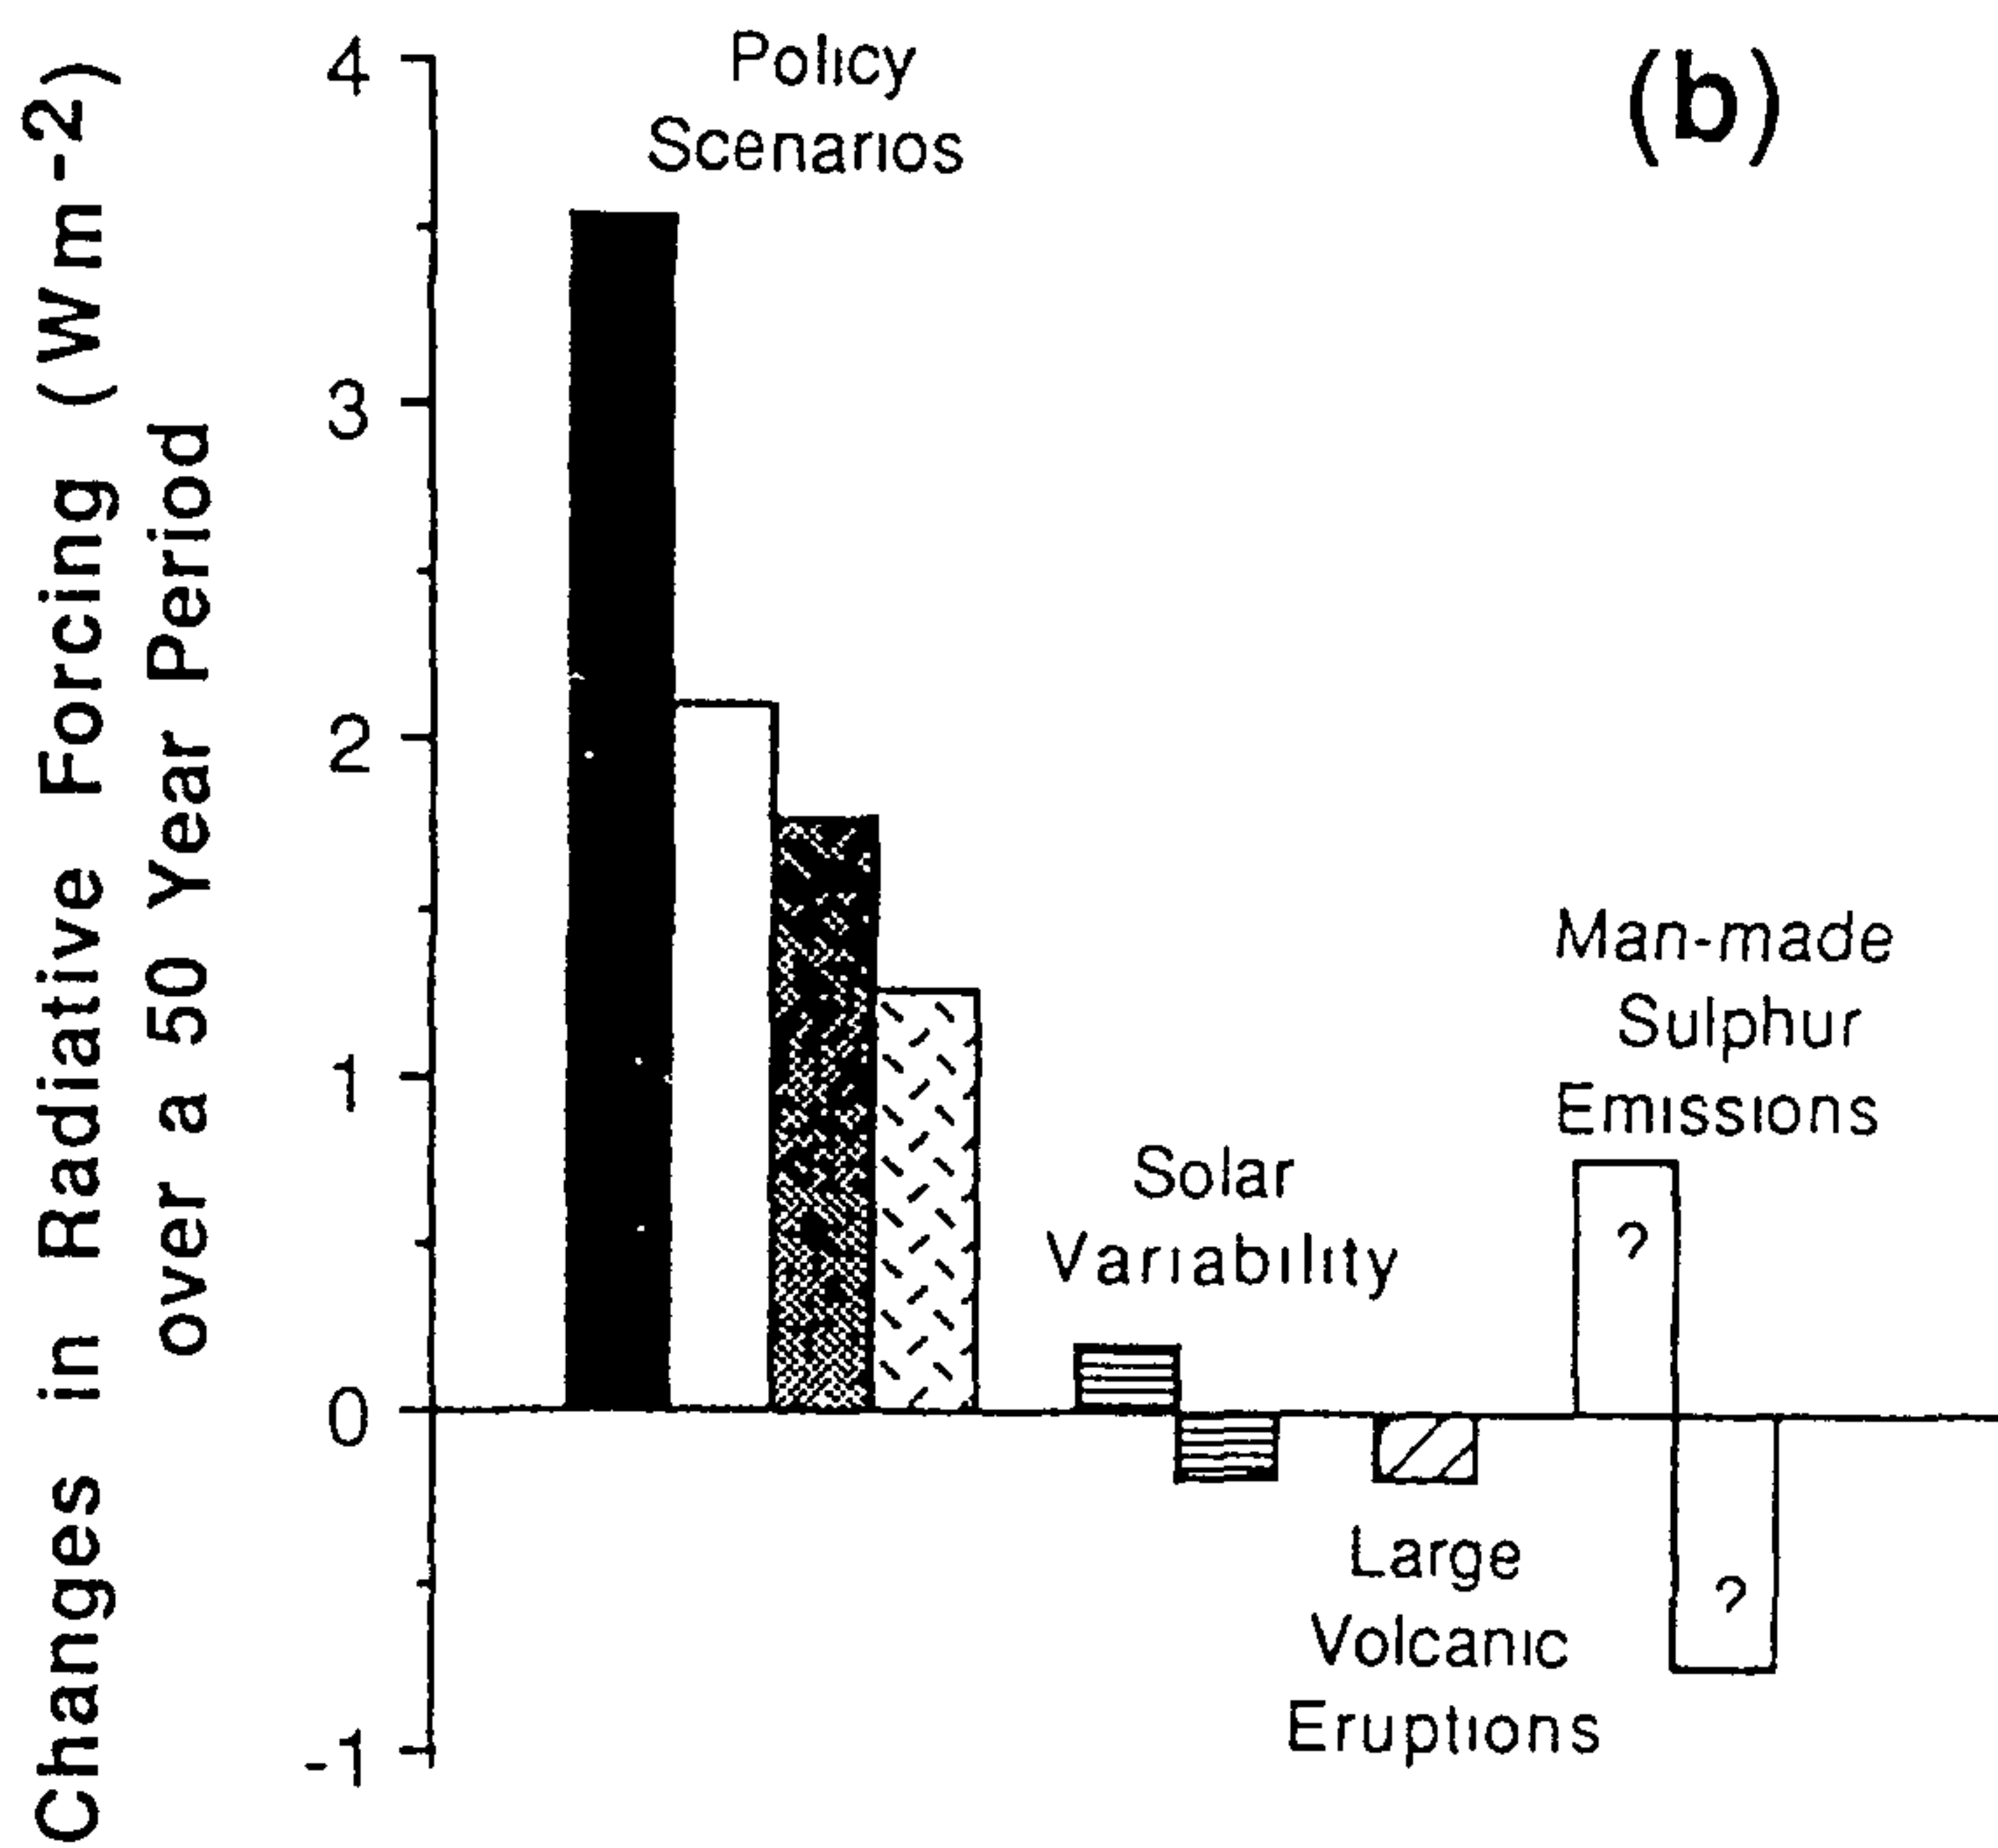 Changes in Radiative Forcing (Wm-2)
over a 50 Year Period
4
3
2
1
0
-1
Policy
Scenarios
(b)
Solar
Variability
Large
Volcanic
Eruptions
Man-made
Sulphur
Emissions
?
?